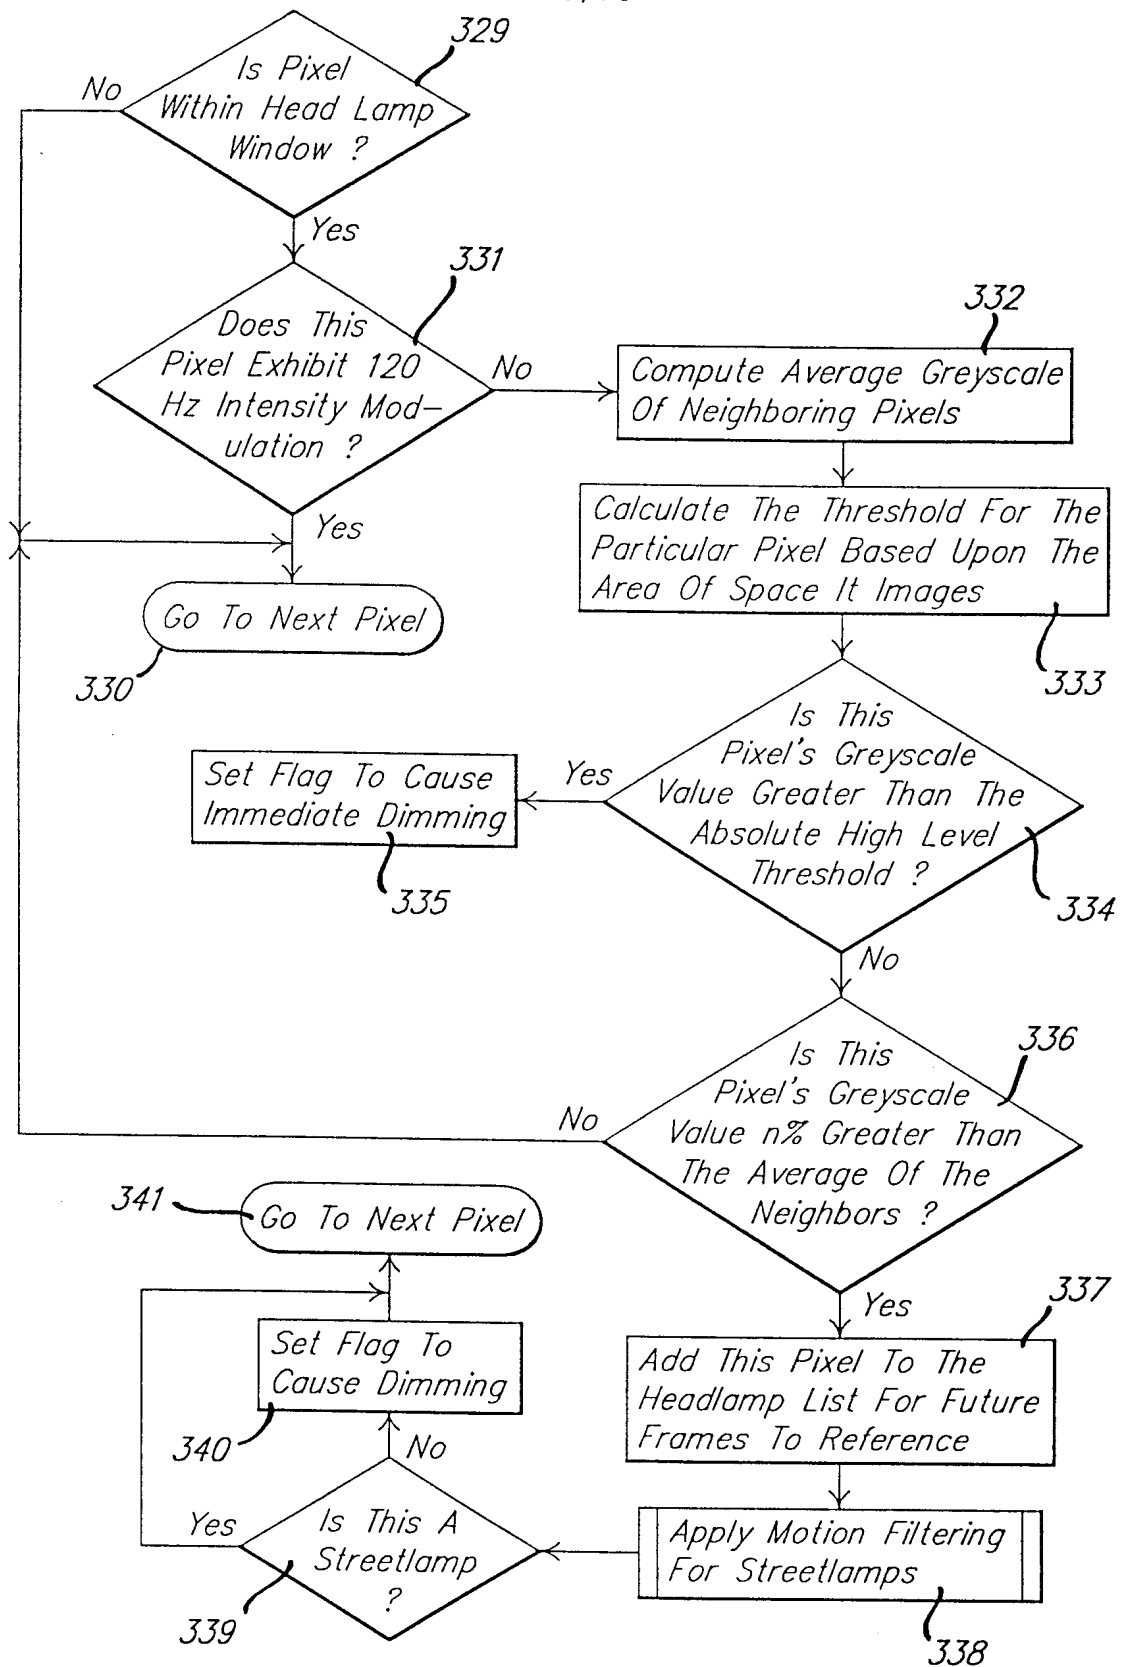 329
Is Pixel
Within Head Lamp
Window ?
No
Yes
331
Does This
Pixel Exhibit 120
Hz Intensity Mod-
ulation ?
No
Yes
Go To Next Pixel
330
332
Compute Average Greyscale
Of Neighboring Pixels
Calculate The Threshold For The
Particular Pixel Based Upon The
Area Of Space It Images
333
Is This
Pixel's Greyscale
Value Greater Than The
Absolute High Level
Threshold ?
334
Yes
Set Flag To Cause
Immediate Dimming
335
No
336
Is This
Pixel's Greyscale
Value n% Greater Than
The Average Of The
Neighbors ?
No
Yes
337
Add This Pixel To The
Headlamp List For Future
Frames To Reference
Apply Motion Filtering
For Streetlamps
338
Is This A
Streetlamp
?
339
Yes
No
Set Flag To
Cause Dimming
340
341
Go To Next Pixel